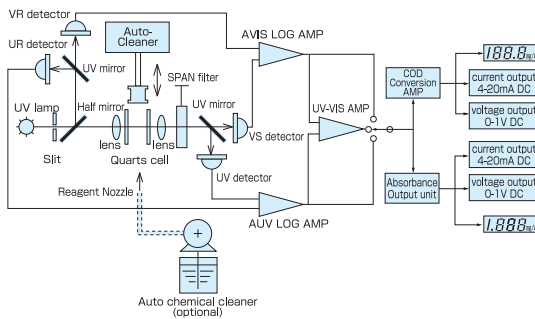 VR detector
UR detector
Auto-
Cleaner
AVIS LOG AMP
UV mirror
SPAN filter
UV mirror
UV lamp
Half mirror
UV-VIS AMP
COD
Conversion
AMP
188.8 mg/L
current output
4-20mA DC
voltage output
0-1V DC
Slit
lens
Quarts cell
lens
VS detector
UV detector
current output
4-20mA DC
Reagent Nozzle
AUV LOG AMP
Absorbance
Output unit
voltage output
0-1V DC
1.888
+
Auto chemical cleaner
(optional)